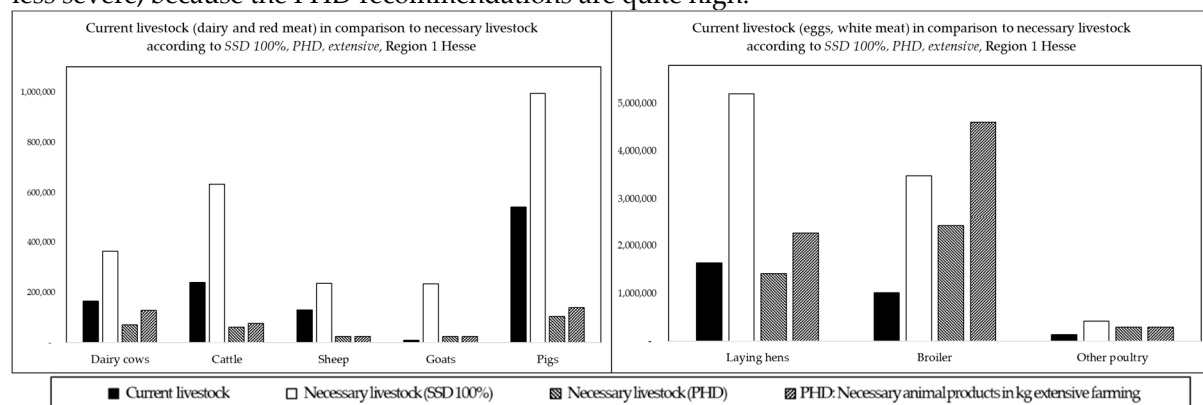 less severe, because the PHD recommendations are quite high.
Current livestock (dairy and red meat) in comparison to necessary livestock
according to SSD 100%, PHD, extensive, Region 1 Hesse
1,000,000
800,000
600,000
400,000
200,000
-
Dairy cows Cattle Sheep Goats Pigs
Current livestock (eggs, white meat) in comparison to necessary livestock
according to SSD 100%, PHD, extensive, Region 1 Hesse
5,000,000
4,000,000
3,000,000
2,000,000
1,000,000
-
Laying hens Broiler Other poultry
Current livestock Necessary livestock (SSD 100%) Necessary livestock (PHD) PHD: Necessary animal products in kg extensive farming